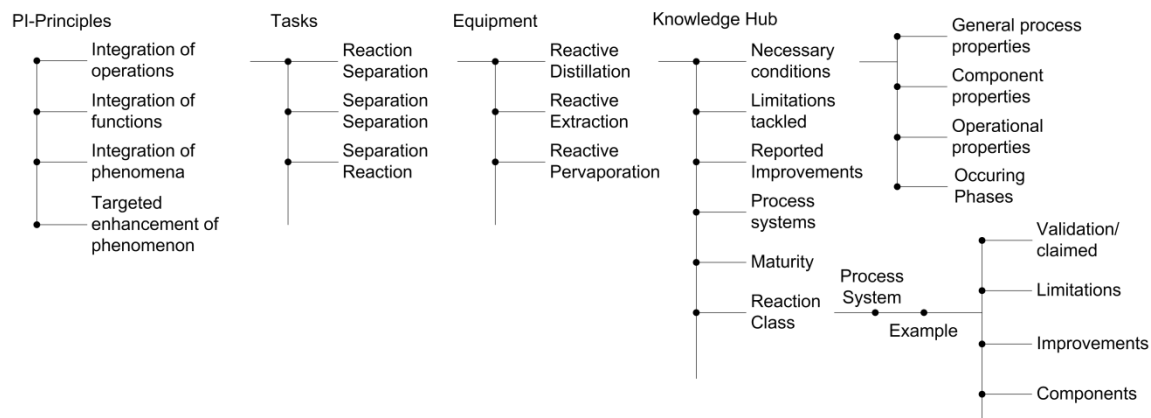 PI-Principles
Integration of
operations
Integration of
functions
Integration of
phenomena
Targeted
enhancement of
phenomenon
Tasks
Reaction
Separation
Separation
Separation
Separation
Reaction
Equipment
Reactive
Distillation
Reactive
Extraction
Reactive
Pervaporation
Knowledge Hub
Necessary
conditions
Limitations
tackled
Reported
Improvements
Process
systems
Maturity
Reaction
Class
General process
properties
Component
properties
Operational
properties
Occuring
Phases
Process
System
Example
Validation/
claimed
Limitations
Improvements
Components